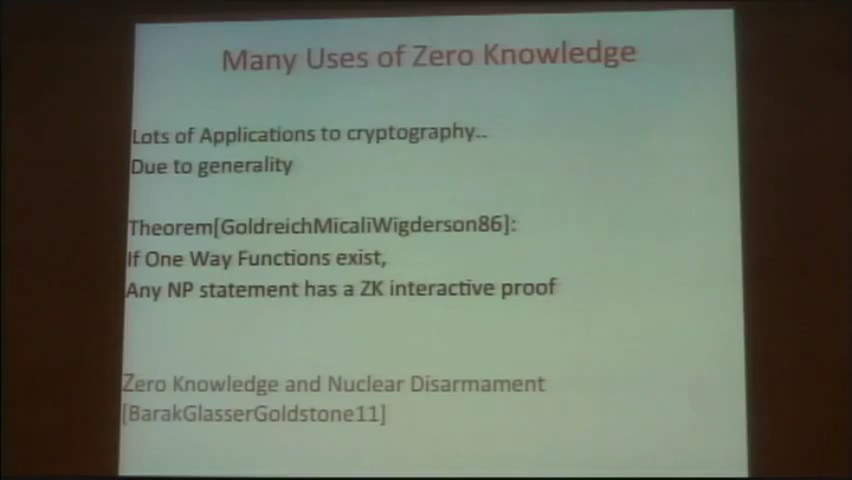 Many Uses of Zero Knowledge
Lots of Applications to cryptography..
Due to generality
Theorem[GoldreichMicaliWigderson86]:
If One Way Functions exist,
Any NP statement has a ZK interactive proof
Zero Knowledge and Nuclear Disarmament
[BarakGlasserGoldstone11]